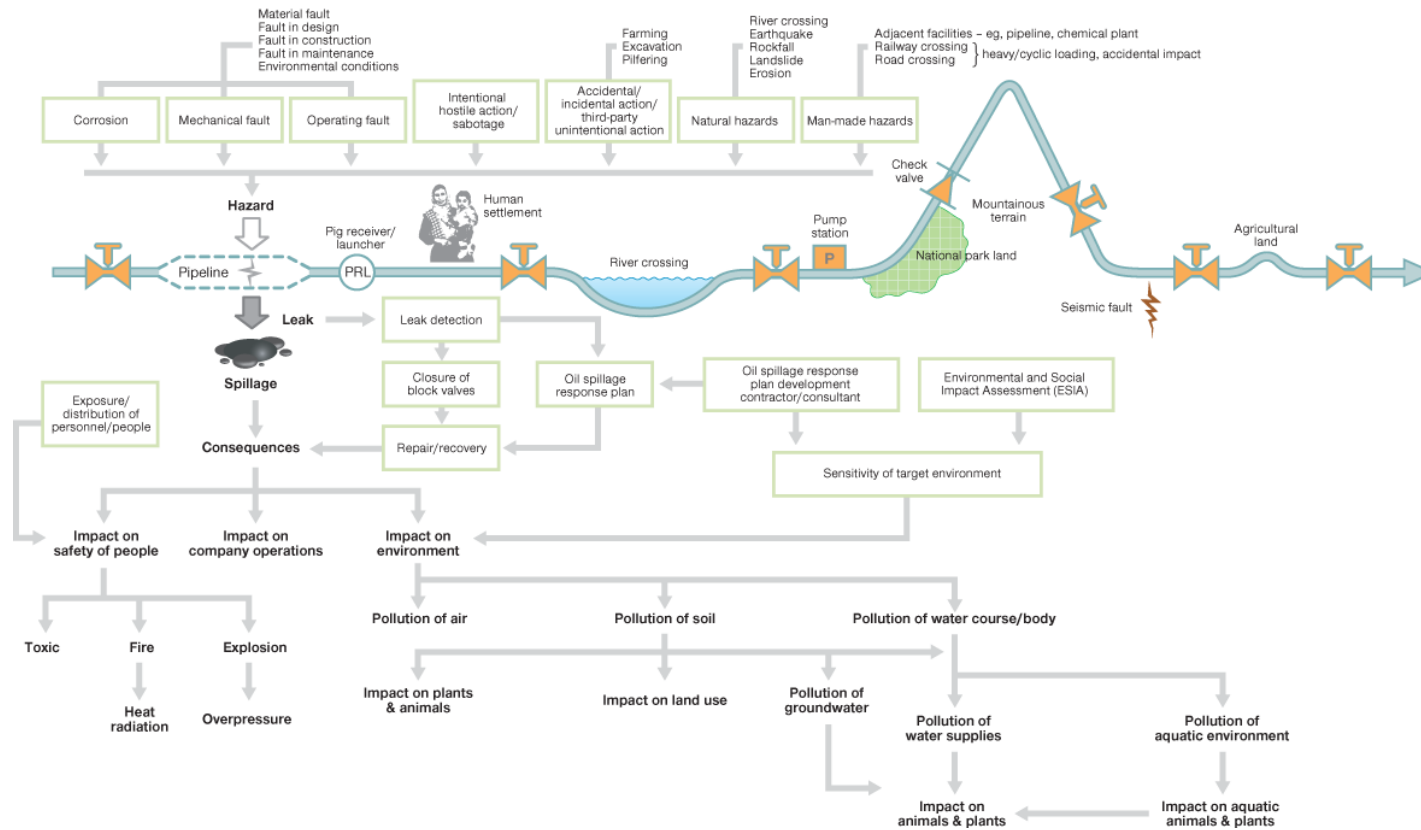 Material fault
Fault in design
Fault in construction
Fault in maintenance
Environmental conditions
Farming
Excavation
Pilfering
River crossing
Earthquake
Rockfall
Landslide
Erosion
Adjacent facilities – eg, pipeline, chemical plant
Railway crossing
Road crossing
heavy/cyclic loading, accidental impact
Corrosion
Mechanical fault
Operating fault
Intentional
hostile action/
sabotage
Accidental/
incidental action/
third-party
unintentional action
Natural hazards
Man-made hazards
Hazard
Human
settlement
Check
valve
Mountainous
terrain
Pig receiver/
launcher
Pump
station
Agricultural
land
Pipeline
PRL
River crossing
P
National park land
Seismic fault
Leak
Leak detection
Spillage
Closure of
block valves
Oil spillage
response plan
Oil spillage response
plan development
contractor/consultant
Environmental and Social
Impact Assessment (ESIA)
Exposure/
distribution of
personnel/people
Consequences
Repair/recovery
Sensitivity of target environment
Impact on
safety of people
Impact on
company operations
Impact on
environment
Pollution of air
Pollution of soil
Pollution of water course/body
Toxic
Fire
Explosion
Heat
radiation
Overpressure
Impact on plants
& animals
Impact on land use
Pollution of
groundwater
Pollution of
water supplies
Pollution of
aquatic environment
Impact on
animals & plants
Impact on aquatic
animals & plants